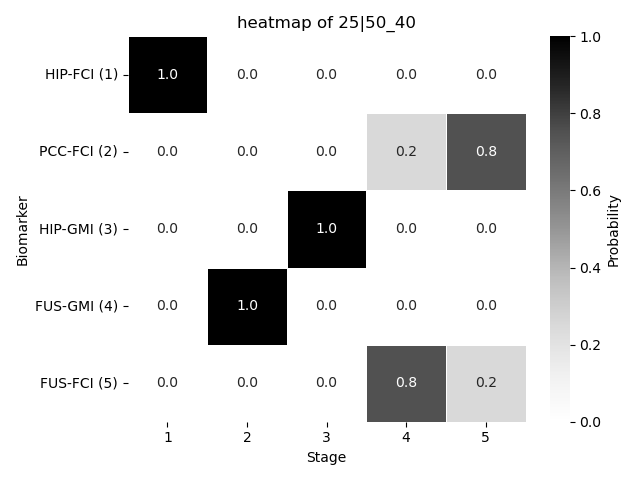 heatmap of 25|50_40
HIP-FCI (1) 1.0 0.0 0.0 0.0 0.0
PCC-FCI (2) 0.0 0.0 0.0 0.2 0.8
HIP-GMI (3) 0.0 0.0 1.0 0.0 0.0
FUS-GMI (4) 0.0 1.0 0.0 0.0 0.0
FUS-FCI (5) 0.0 0.0 0.0 0.8 0.2
1 2 3 4 5
Stage
Biomarker
1.0
0.8
0.6
0.4
0.2
0.0
Probability